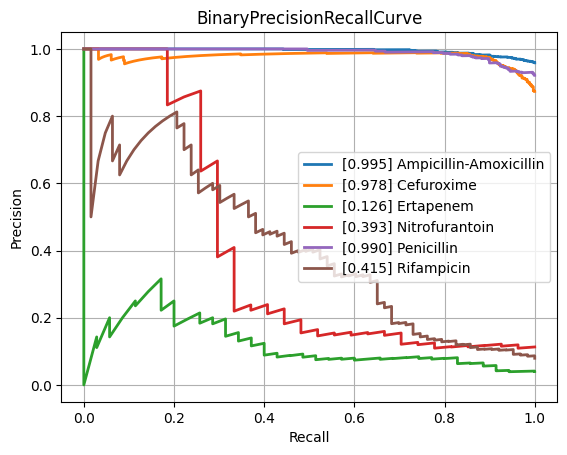 BinaryPrecisionRecallCurve
Precision
1.0
0.8
0.6
0.4
0.2
0.0
[0.995] Ampicillin-Amoxicillin
[0.978] Cefuroxime
[0.126] Ertapenem
[0.393] Nitrofurantoin
[0.990] Penicillin
[0.415] Rifampicin
0.0 0.2 0.4 0.6 0.8 1.0
Recall